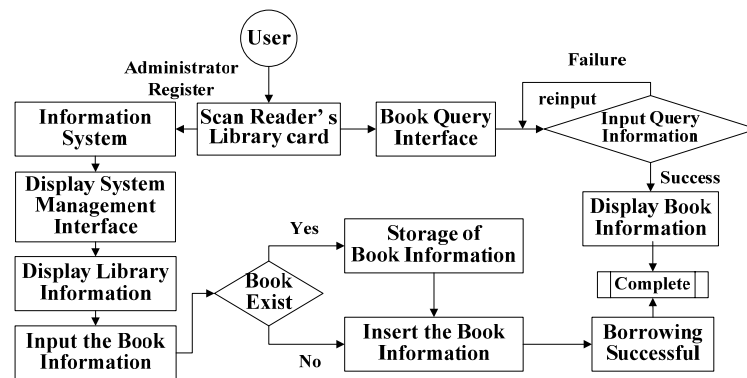 User
Administrator
Register
Failure
reinput
Information
System
Scan Reader's
Library card
Book Query
Interface
Input Query
Information
Success
Display System
Management
Interface
Display Book
Information
Yes
Storage of
Book Information
Display Library
Information
Book
Exist
Complete
Input the Book
Information
No
Insert the Book
Information
Borrowing
Successful